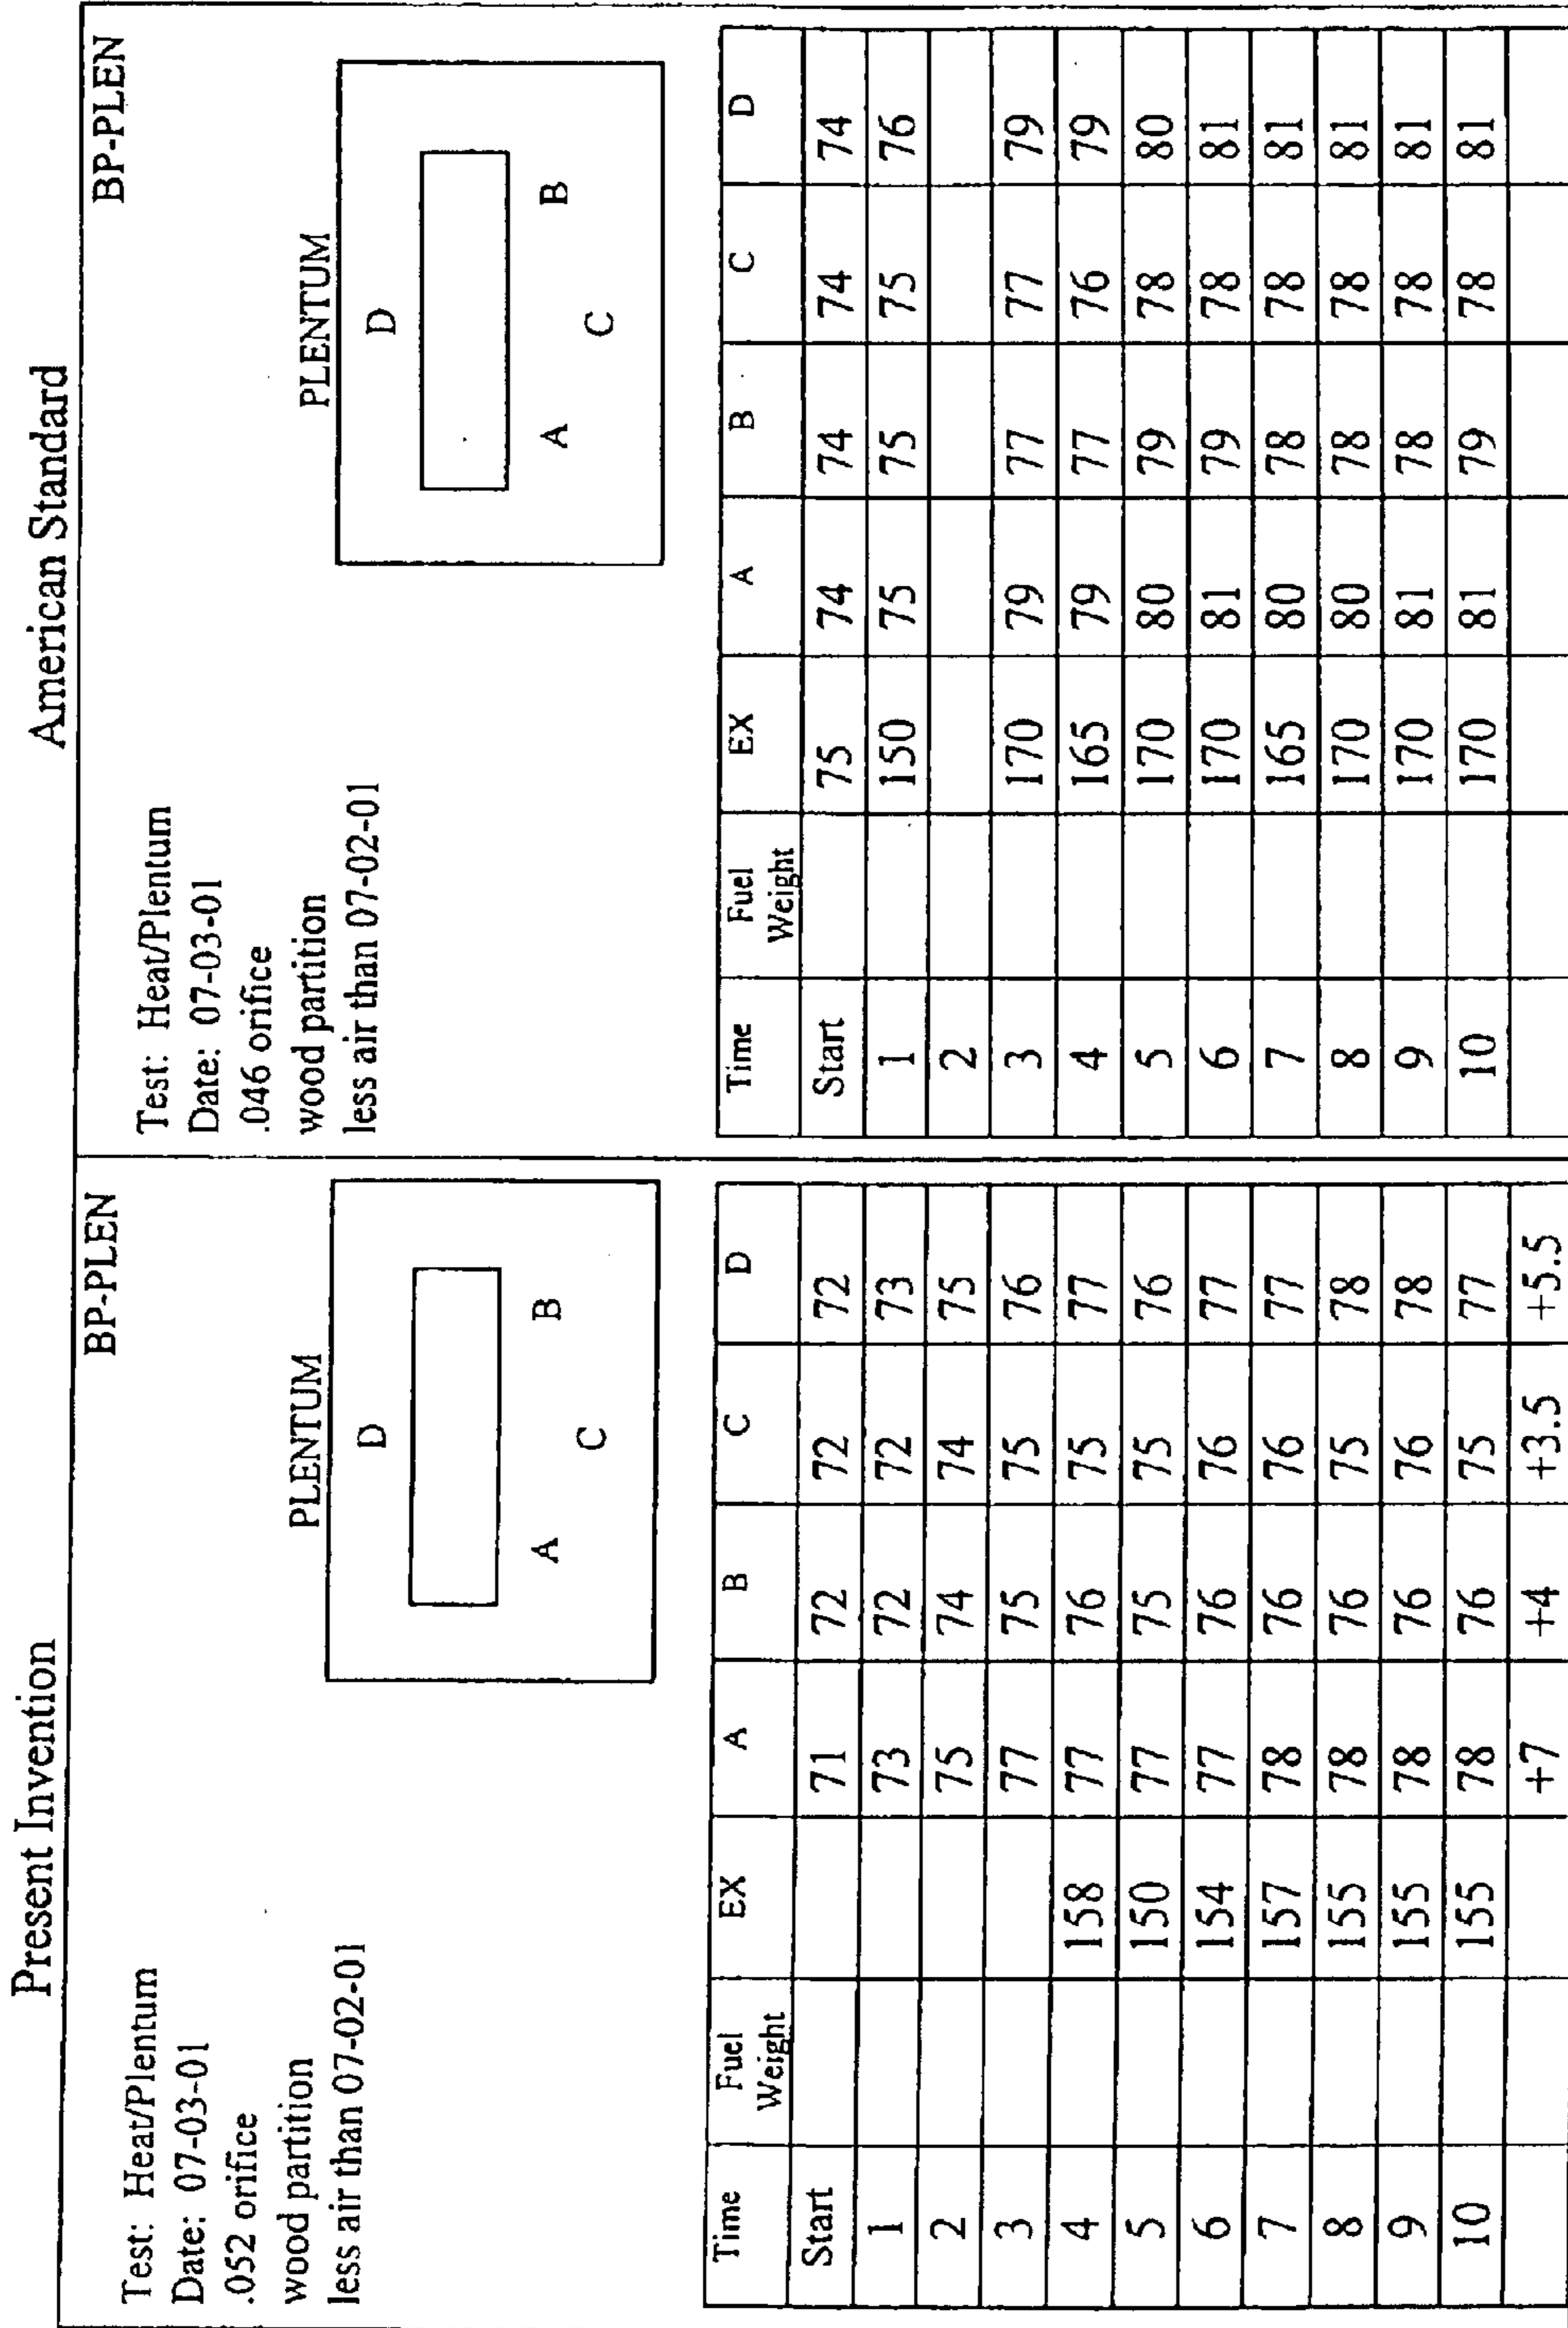 Present Invention
BP-PLEN
Test: Heat/Plentum
Date: 07-03-01
.052 orifice
wood partition
less air than 07-02-01
PLENTUM
D
A B
C
Time Fuel Weight EX A B C D
Start 71 72 72 72
1 73 72 72 73
2 75 74 74 75
3 77 75 75 76
4 158 77 76 75 77
5 150 77 75 75 76
6 154 77 76 76 77
7 157 78 76 76 77
8 155 78 76 75 78
9 155 78 76 76 78
10 155 78 76 75 77
+7 +4 +3.5 +5.5
American Standard
BP-PLEN
Test: Heat/Plentum
Date: 07-03-01
.046 orifice
wood partition
less air than 07-02-01
PLENTUM
D
A B
C
Time Fuel Weight EX A B C D
Start 75 74 74 74 74
1 150 75 75 75 76
2
3 170 79 77 77 79
4 165 79 77 76 79
5 170 80 79 78 80
6 170 81 79 78 81
7 165 80 78 78 81
8 170 80 78 78 81
9 170 81 78 78 81
10 170 81 79 78 81